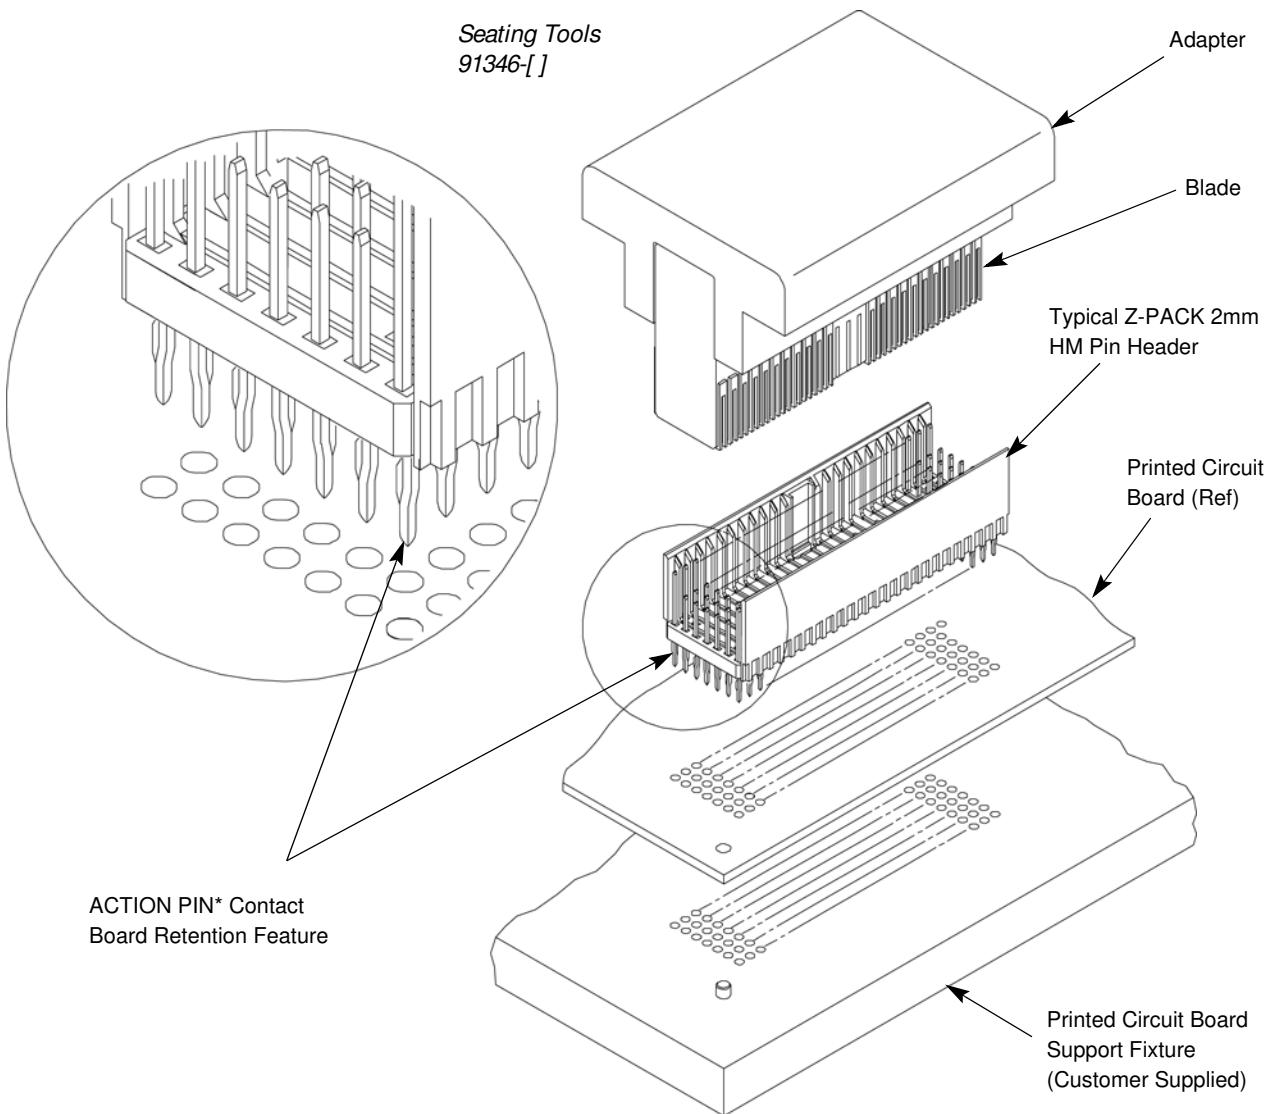 Seating Tools
91346-[ ]
Adapter
Blade
Typical Z-PACK 2mm
HM Pin Header
Printed Circuit
Board (Ref)
ACTION PIN* Contact
Board Retention Feature
Printed Circuit Board
Support Fixture
(Customer Supplied)